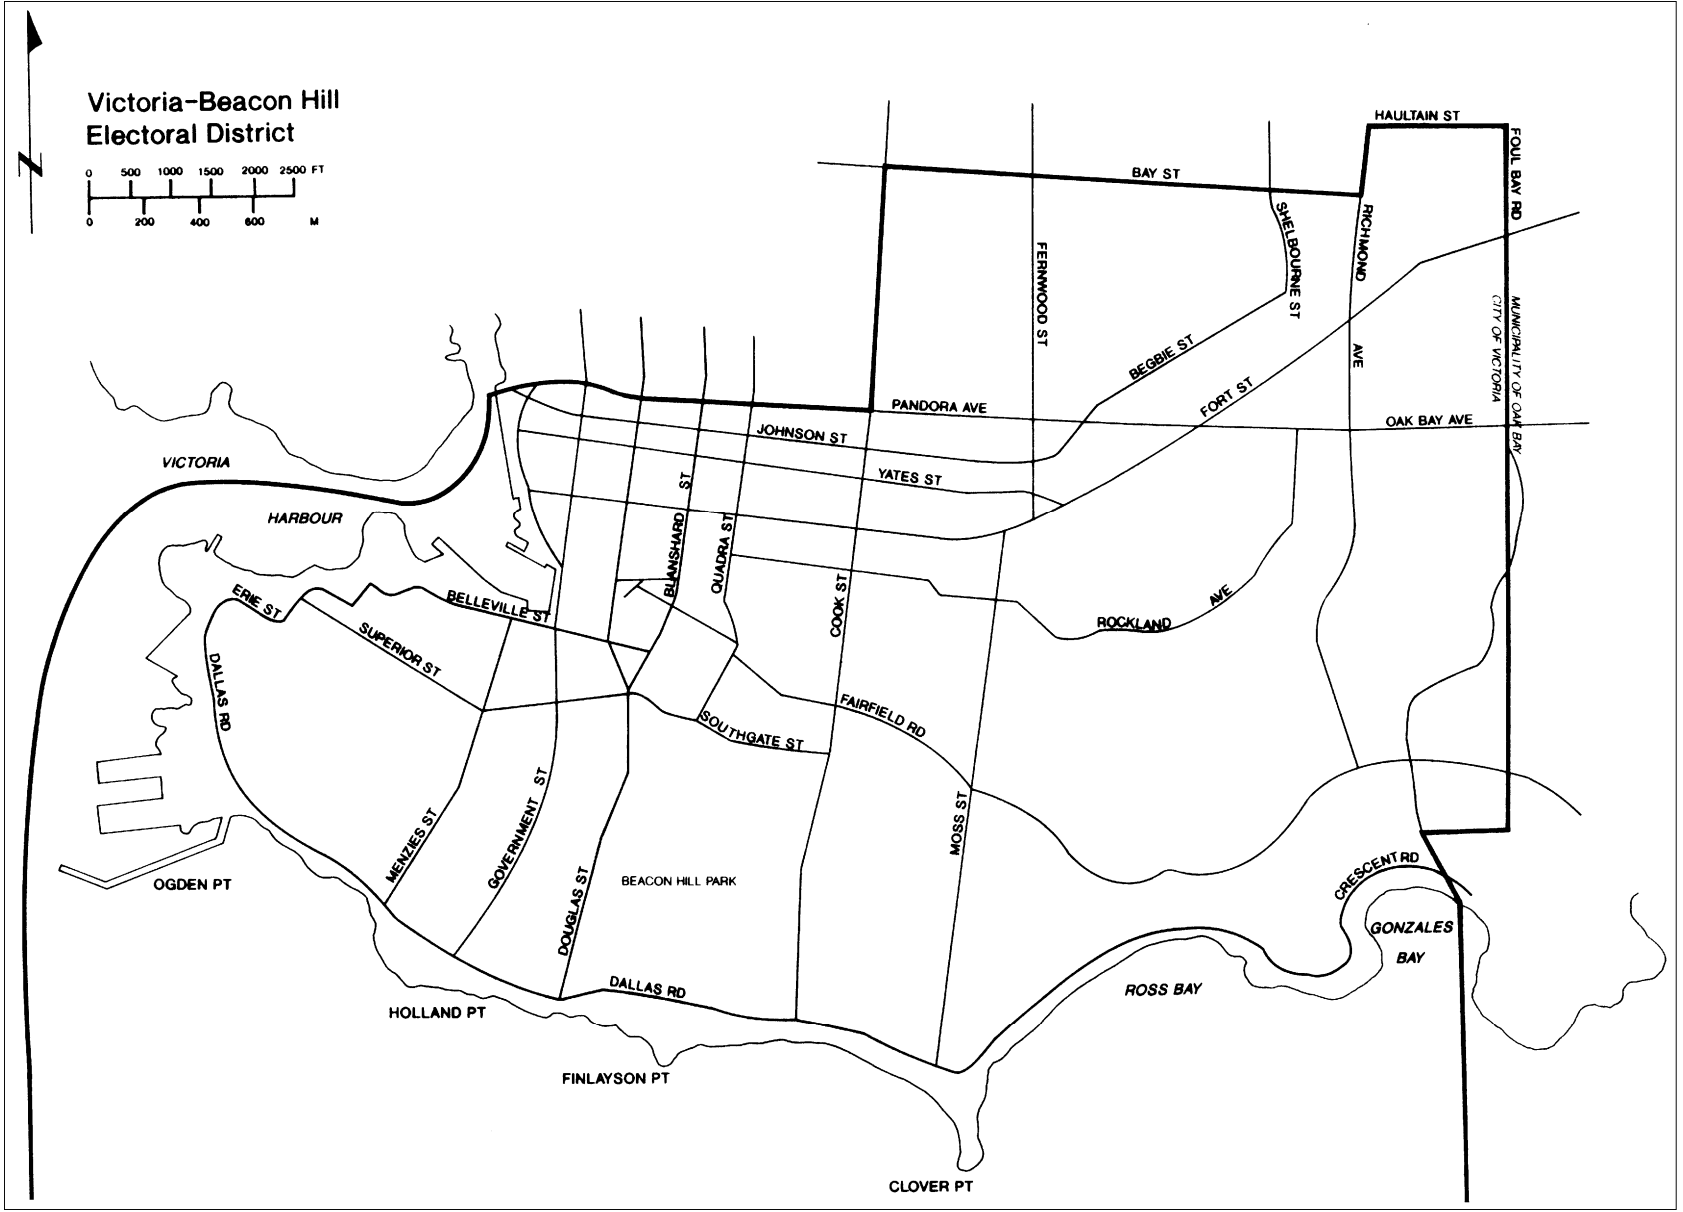 Victoria-Beacon Hill
Electoral District
0 500 1000 1500 2000 2500 FT
0 200 400 600 M
N
HAULTAIN ST
FOUL BAY RD
BAY ST
SHELBOURNE ST
RICHMOND AVE
FERNWOOD ST
MUNICIPALITY OF OAK BAY
CITY OF VICTORIA
BEGBIE ST
FORT ST
PANDORA AVE
OAK BAY AVE
JOHNSON ST
YATES ST
VICTORIA
HARBOUR
BLANSHARD ST
QUADRA ST
COOK ST
ROCKLAND AVE
ERIE ST
BELLEVILLE ST
SUPERIOR ST
DALLAS RD
FAIRFIELD RD
SOUTHGATE ST
MENZIES ST
GOVERNMENT ST
DOUGLAS ST
MOSS ST
BEACON HILL PARK
CRESCENT RD
OGDEN PT
GONZALES
BAY
DALLAS RD
ROSS BAY
HOLLAND PT
FINLAYSON PT
CLOVER PT